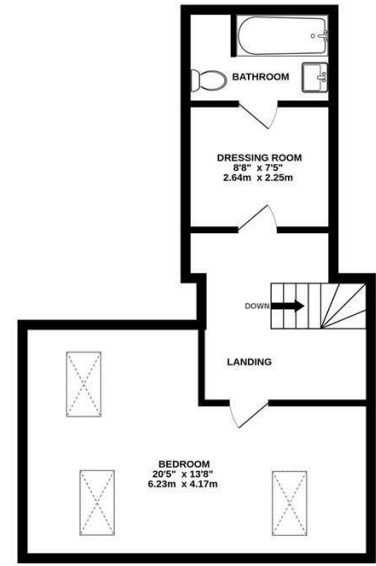 BATHROOM
DRESSING ROOM
8'8" x 7'5"
2.64m x 2.25m
DOWN
LANDING
BEDROOM
20'5" x 13'8"
6.23m x 4.17m